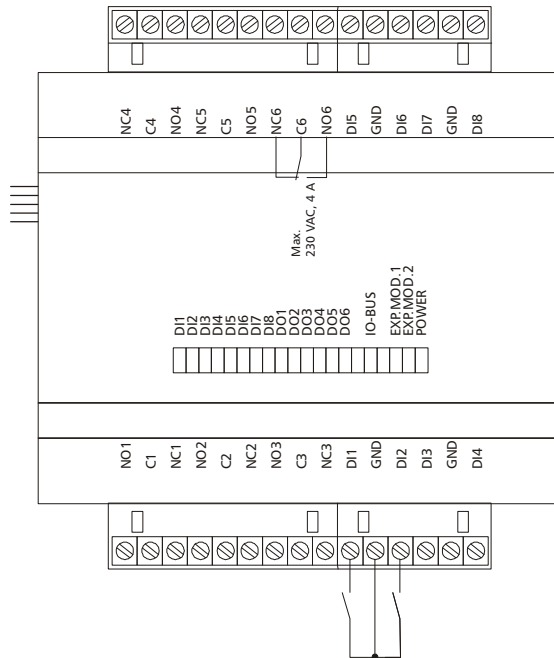 NC4 C4 NO4 NC5 C5 NO5 NC6 C6 NO6 DI5 GND DI6 DI7 GND DI8
Max.
230 VAC, 4 A
DI1
DI2
DI3
DI4
DI5
DI6
DI7
DI8
DO1
DO2
DO3
DO4
DO5
DO6
IO-BUS
EXP.MOD.1
EXP.MOD.2
POWER
NO1 C1 NC1 NO2 C2 NC2 NO3 C3 NC3 DI1 GND DI2 DI3 GND DI4